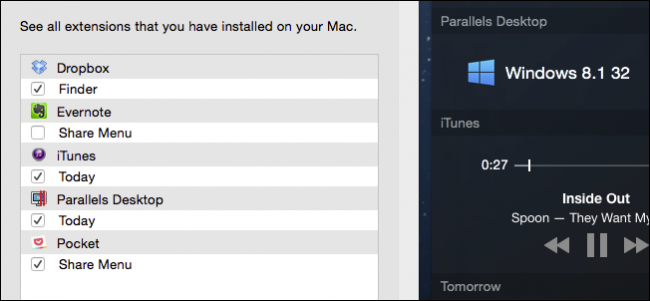 See all extensions that you have installed on your Mac.
Dropbox
Finder
Evernote
Share Menu
iTunes
Today
Parallels Desktop
Today
Pocket
Share Menu
Parallels Desktop
Windows 8.1 32
iTunes
0:27
Inside Out
Spoon — They Want My
Tomorrow